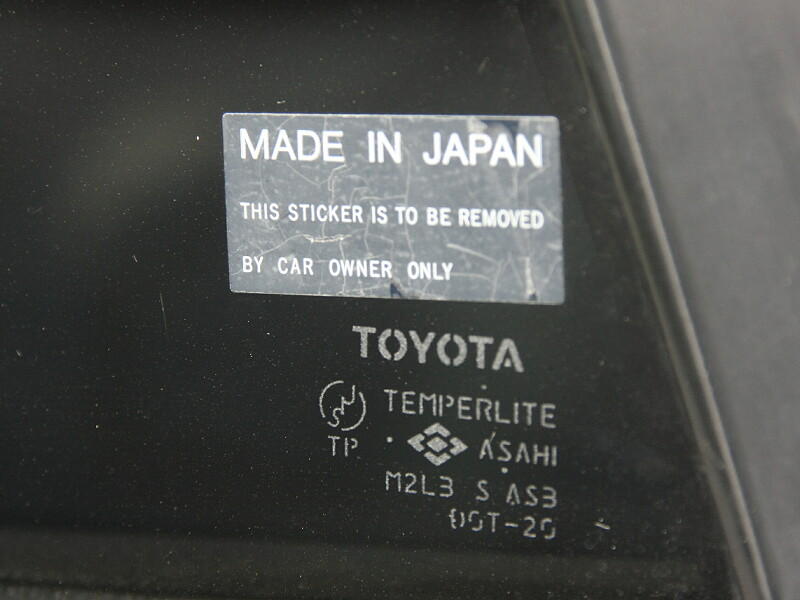 MADE IN JAPAN
THIS STICKER IS TO BE REMOVED
BY CAR OWNER ONLY
TOYOTA
TEMPERLITE
TP ASAHI
M2L3 S AS3
DOT-20